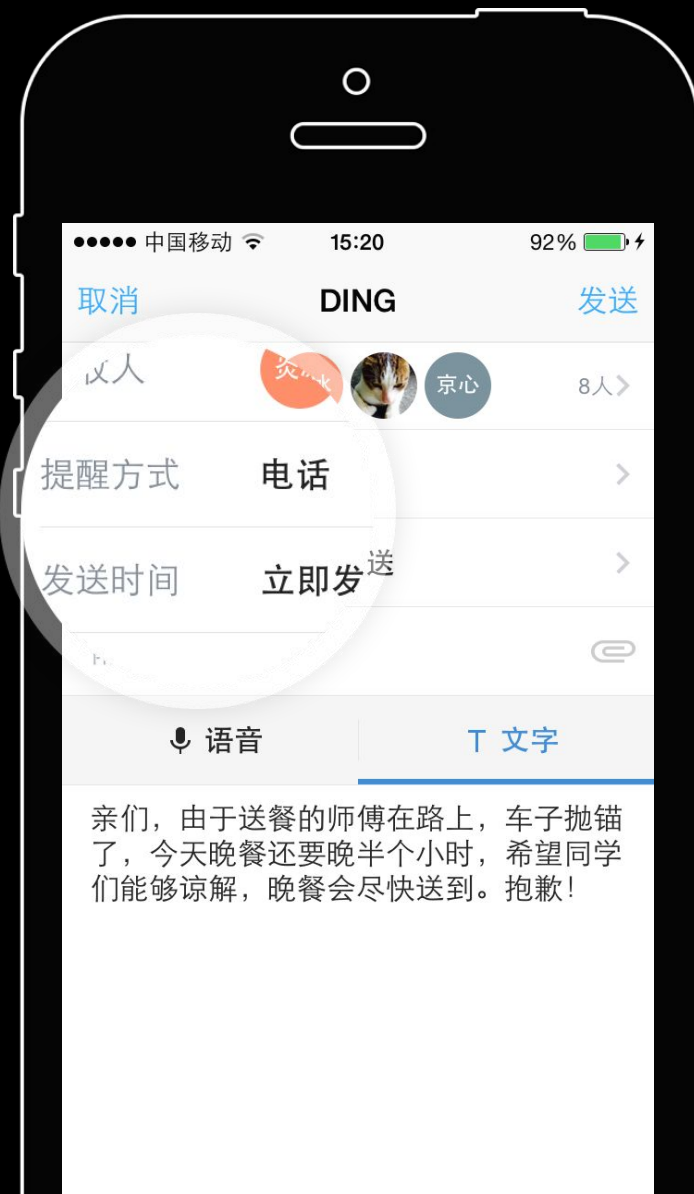 中国移动 15:20 92%
取消 DING 发送
人 京心 8人
提醒方式 电话
发送时间 立即发送
语音 T 文字
亲们，由于送餐的师傅在路上，车子抛锚
了，今天晚餐还要晚半个小时，希望同学
们能够谅解，晚餐会尽快送到。抱歉！